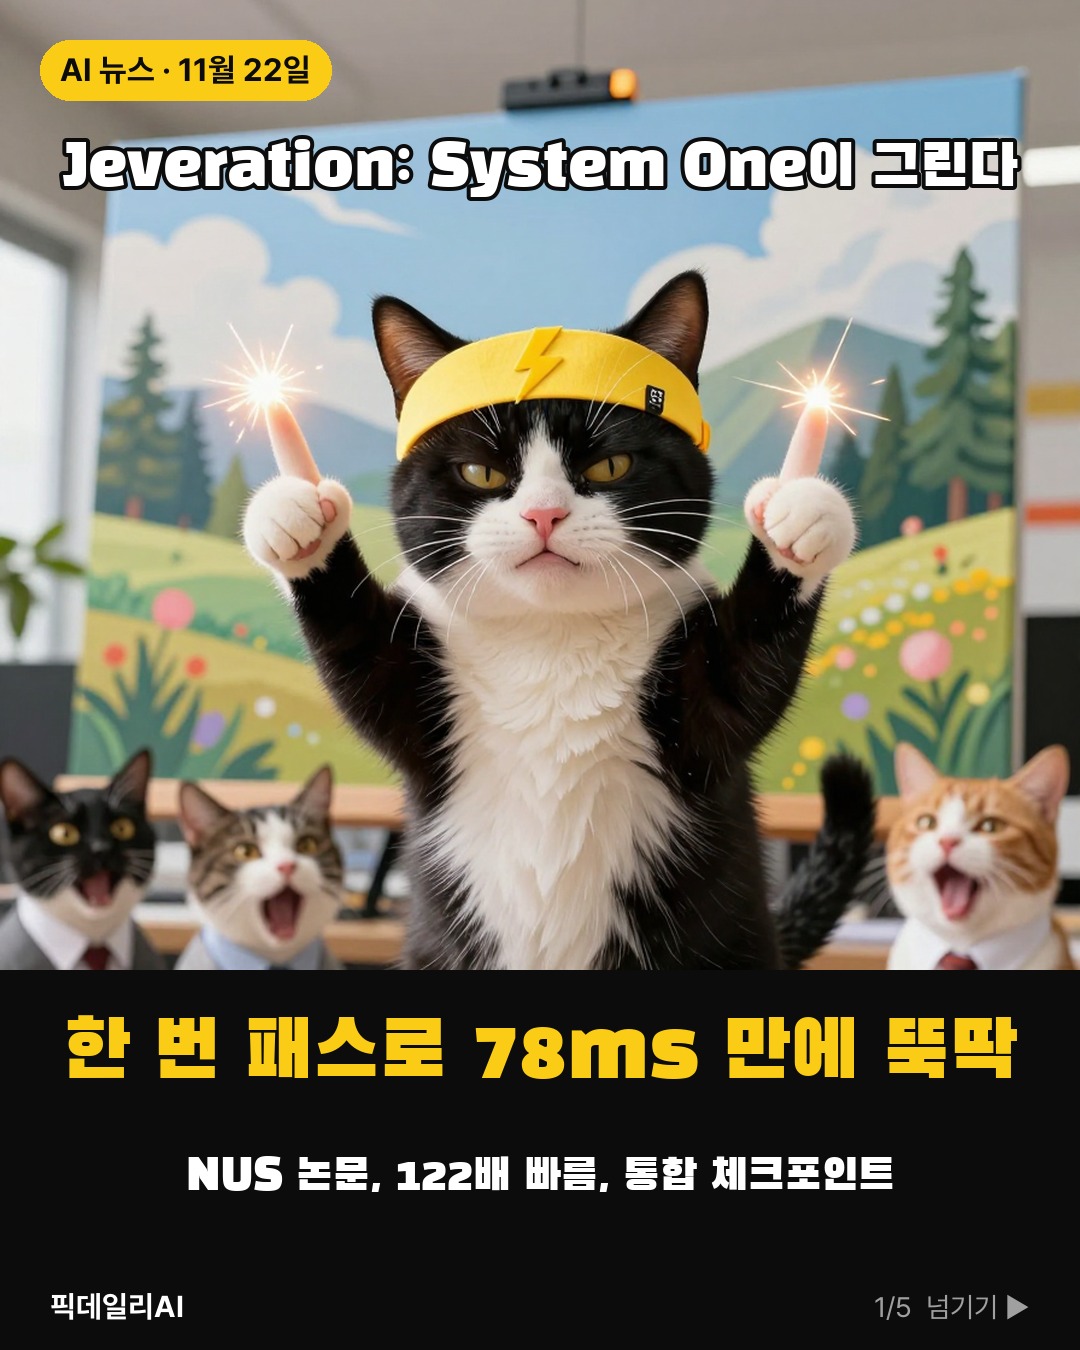 AI 뉴스 · 11월 22일
Jeveration: System One이 그린다
한 번 패스로 78ms 만에 뚝딱
NUS 논문, 122배 빠름, 통합 체크포인트
픽데일리AI
1/5 넘기기 ▶